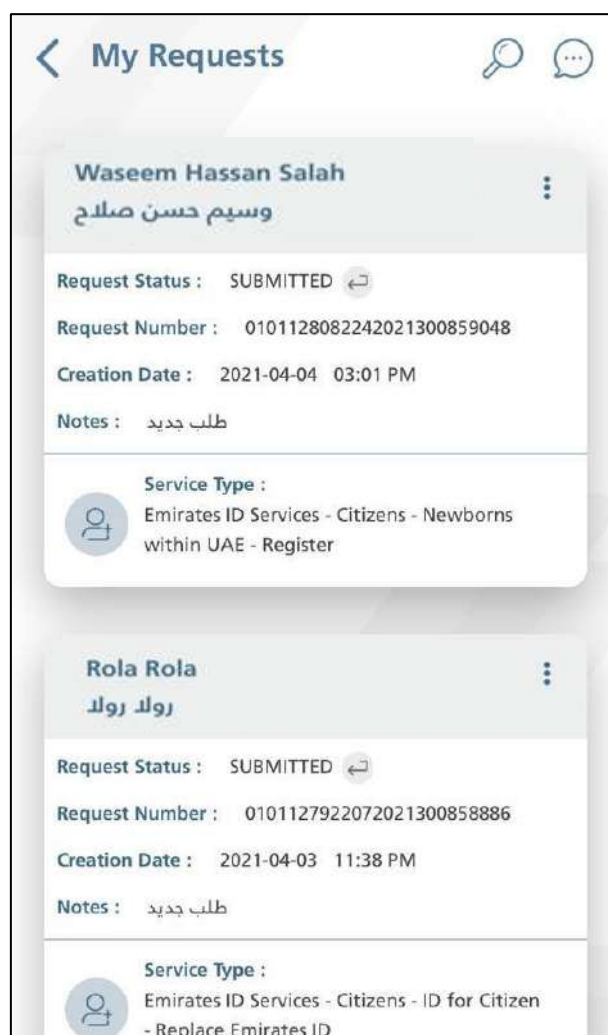 My Requests
Waseem Hassan Salah
وسيم حسن صلاح
Request Status : SUBMITTED
Request Number : 0101128082242021300859048
Creation Date : 2021-04-04 03:01 PM
Notes : طلب جديد
Service Type :
Emirates ID Services - Citizens - Newborns
within UAE - Register
Rola Rola
رولا رولا
Request Status : SUBMITTED
Request Number : 0101127922072021300858886
Creation Date : 2021-04-03 11:38 PM
Notes : طلب جديد
Service Type :
Emirates ID Services - Citizens - ID for Citizen
- Replace Emirates ID